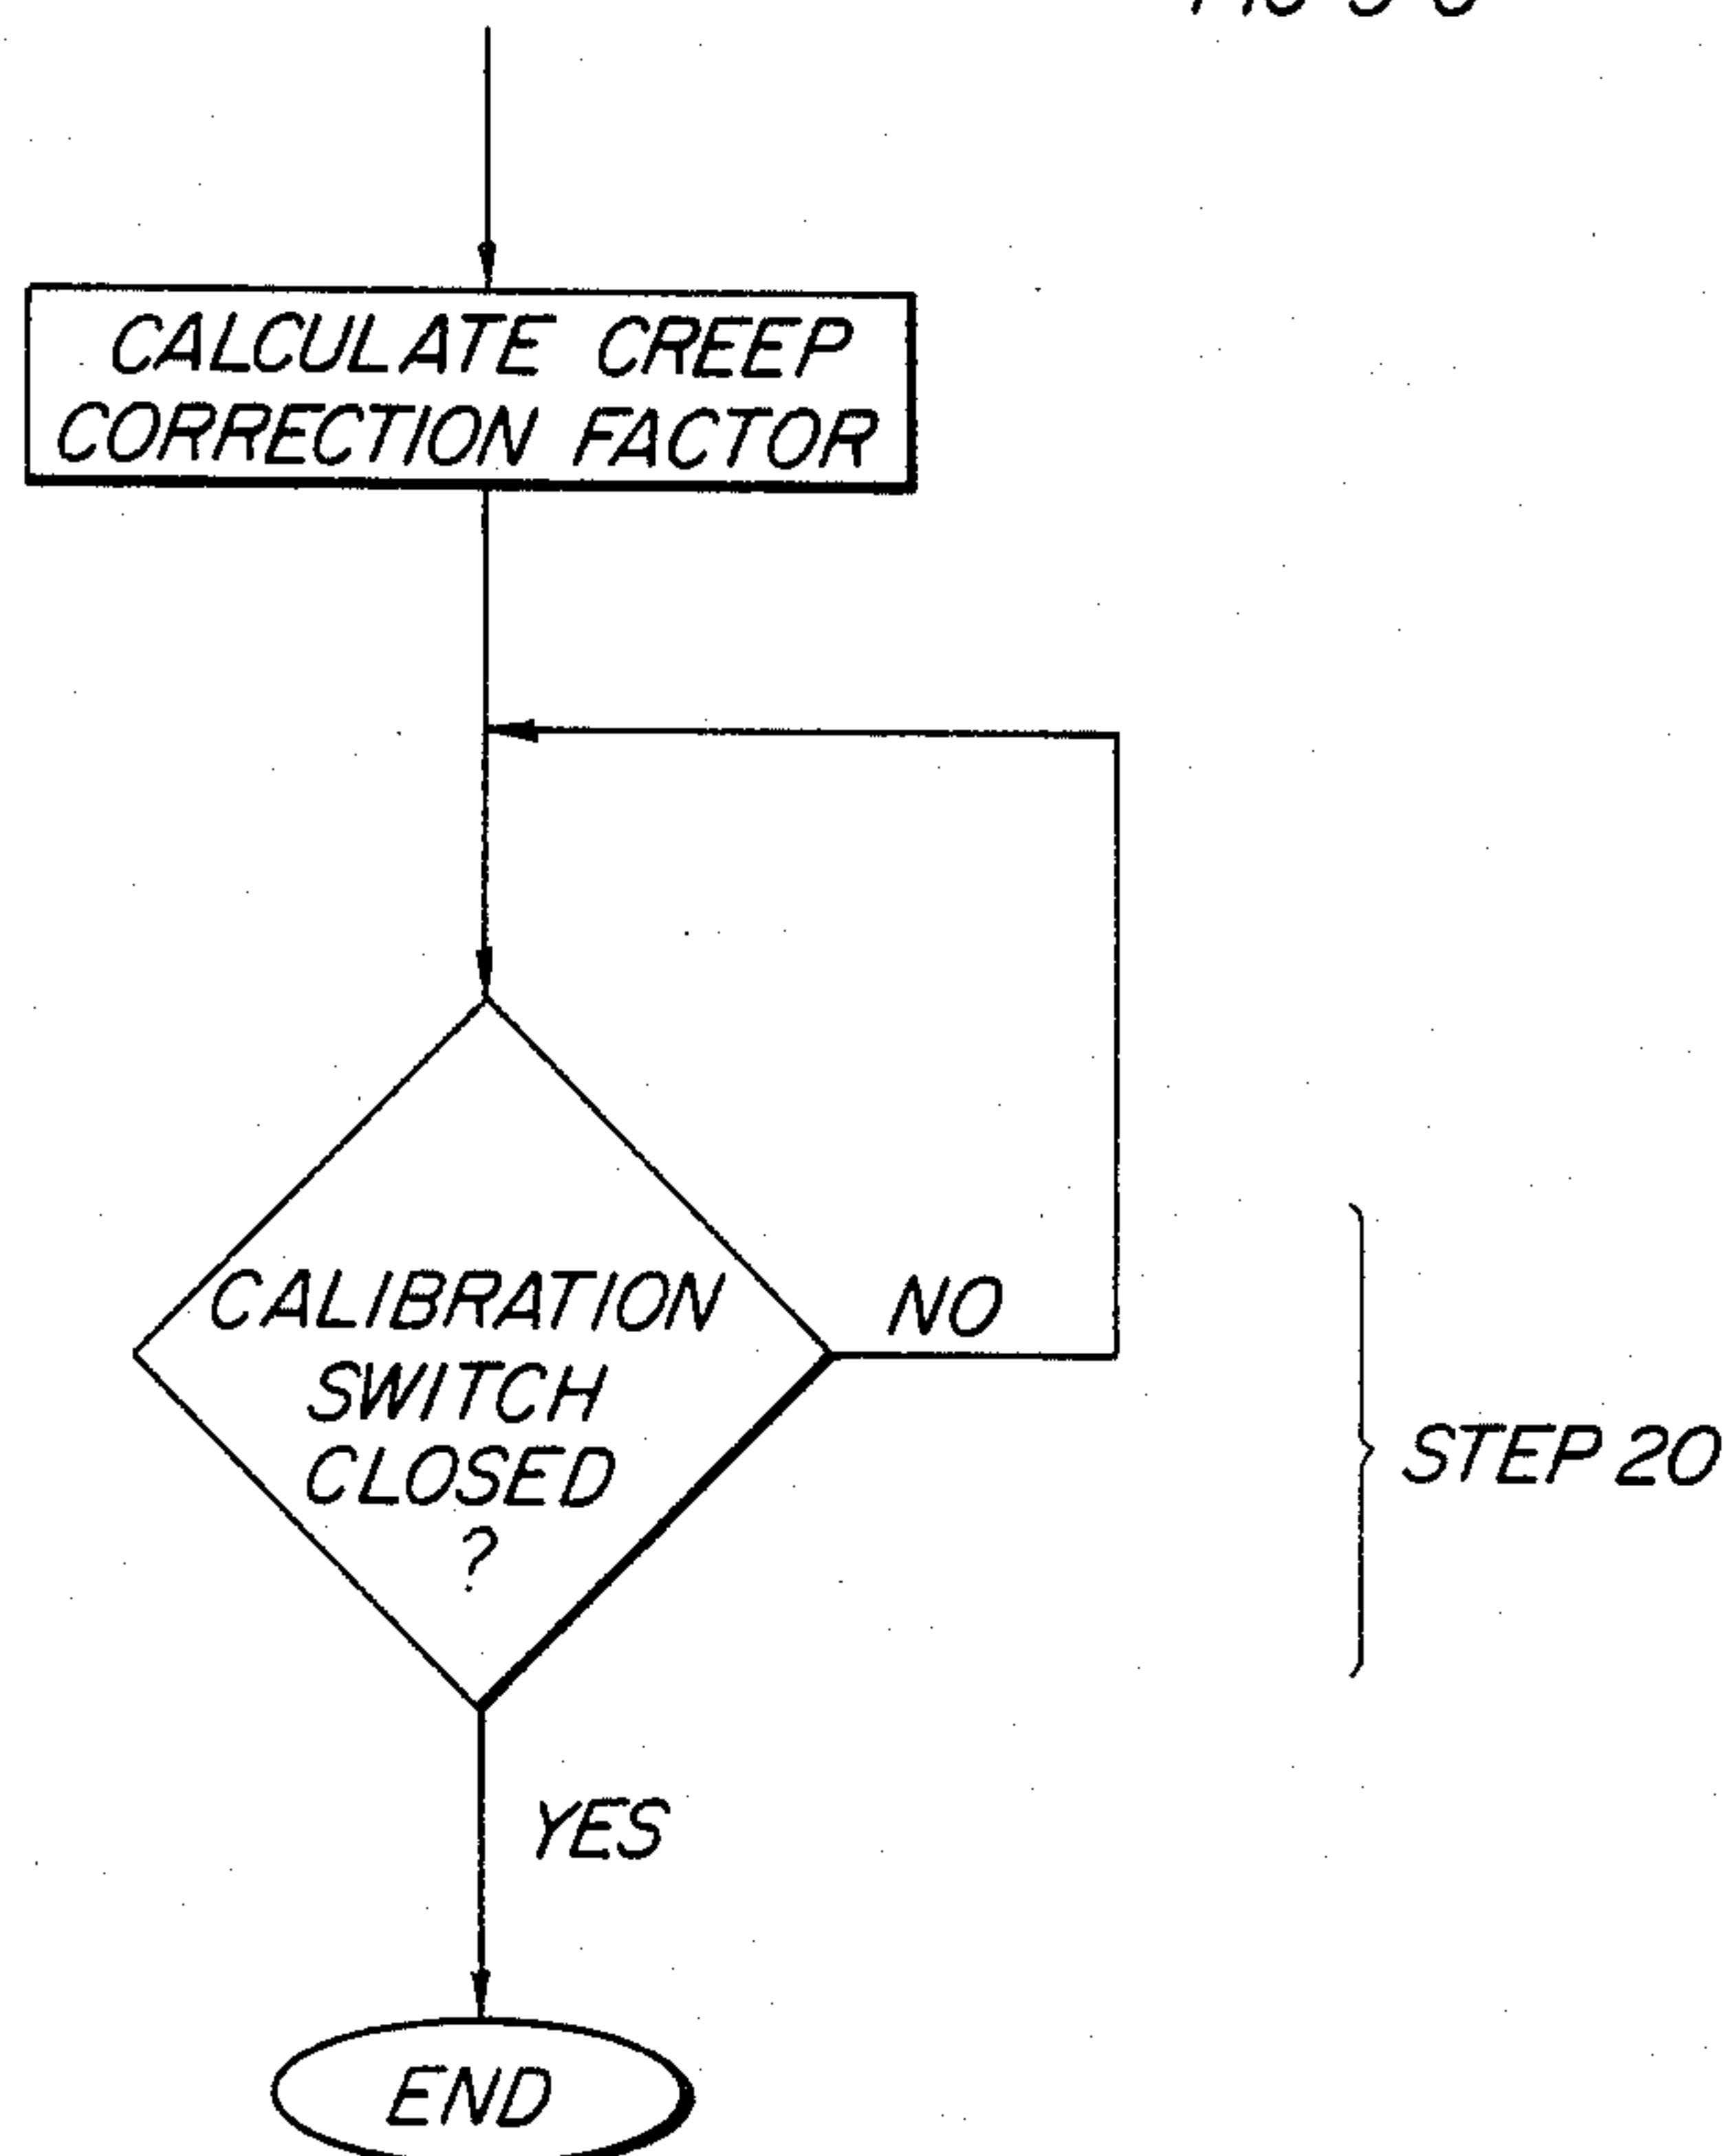 CALCULATE CREEP
CORRECTION FACTOR
CALIBRATION
SWITCH
CLOSED
?
NO
STEP 20
YES
END